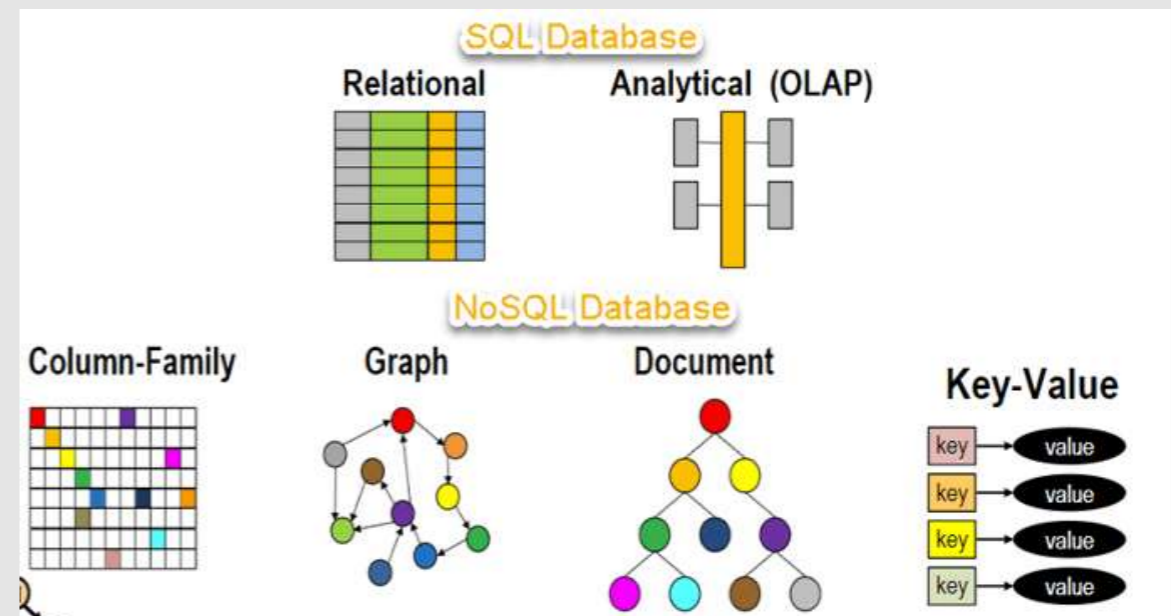 SQL Database
Relational
Analytical (OLAP)
NoSQL Database
Column-Family
Graph
Document
Key-Value
key
value
key
value
key
value
key
value